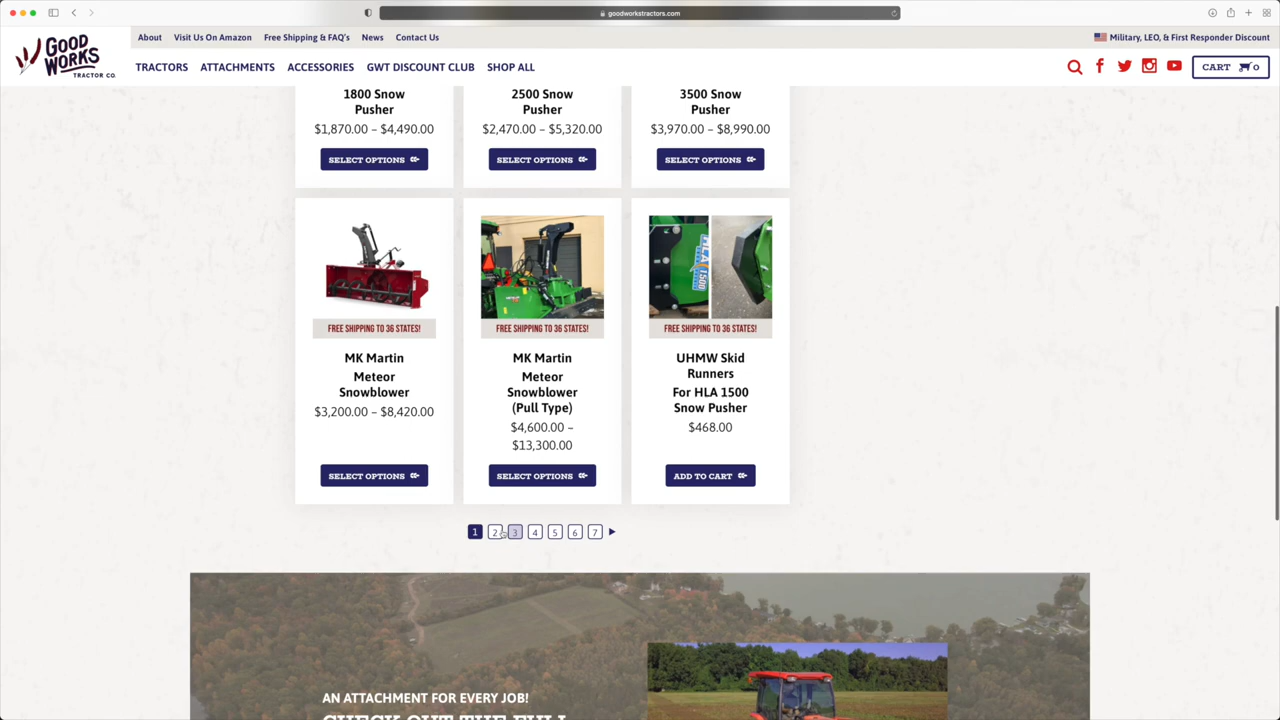 goodworkstractors.com
GOOD
WORKS
TRACTOR CO.
About Visit Us On Amazon Free Shipping & FAQ's News Contact Us
Military, LEO, & First Responder Discount
TRACTORS ATTACHMENTS ACCESSORIES GWT DISCOUNT CLUB SHOP ALL
CART 0
1800 Snow
Pusher
$1,870.00 – $4,490.00
SELECT OPTIONS
2500 Snow
Pusher
$2,470.00 – $5,320.00
SELECT OPTIONS
3500 Snow
Pusher
$3,970.00 – $8,990.00
SELECT OPTIONS
FREE SHIPPING TO 36 STATES!
MK Martin
Meteor
Snowblower
$3,200.00 – $8,420.00
SELECT OPTIONS
FREE SHIPPING TO 36 STATES!
MK Martin
Meteor
Snowblower
(Pull Type)
$4,600.00 –
$13,300.00
SELECT OPTIONS
HLA 1500
FREE SHIPPING TO 36 STATES!
UHMW Skid
Runners
For HLA 1500
Snow Pusher
$468.00
ADD TO CART
1 2 3 4 5 6 7
AN ATTACHMENT FOR EVERY JOB!
CHECK OUT THE FULL